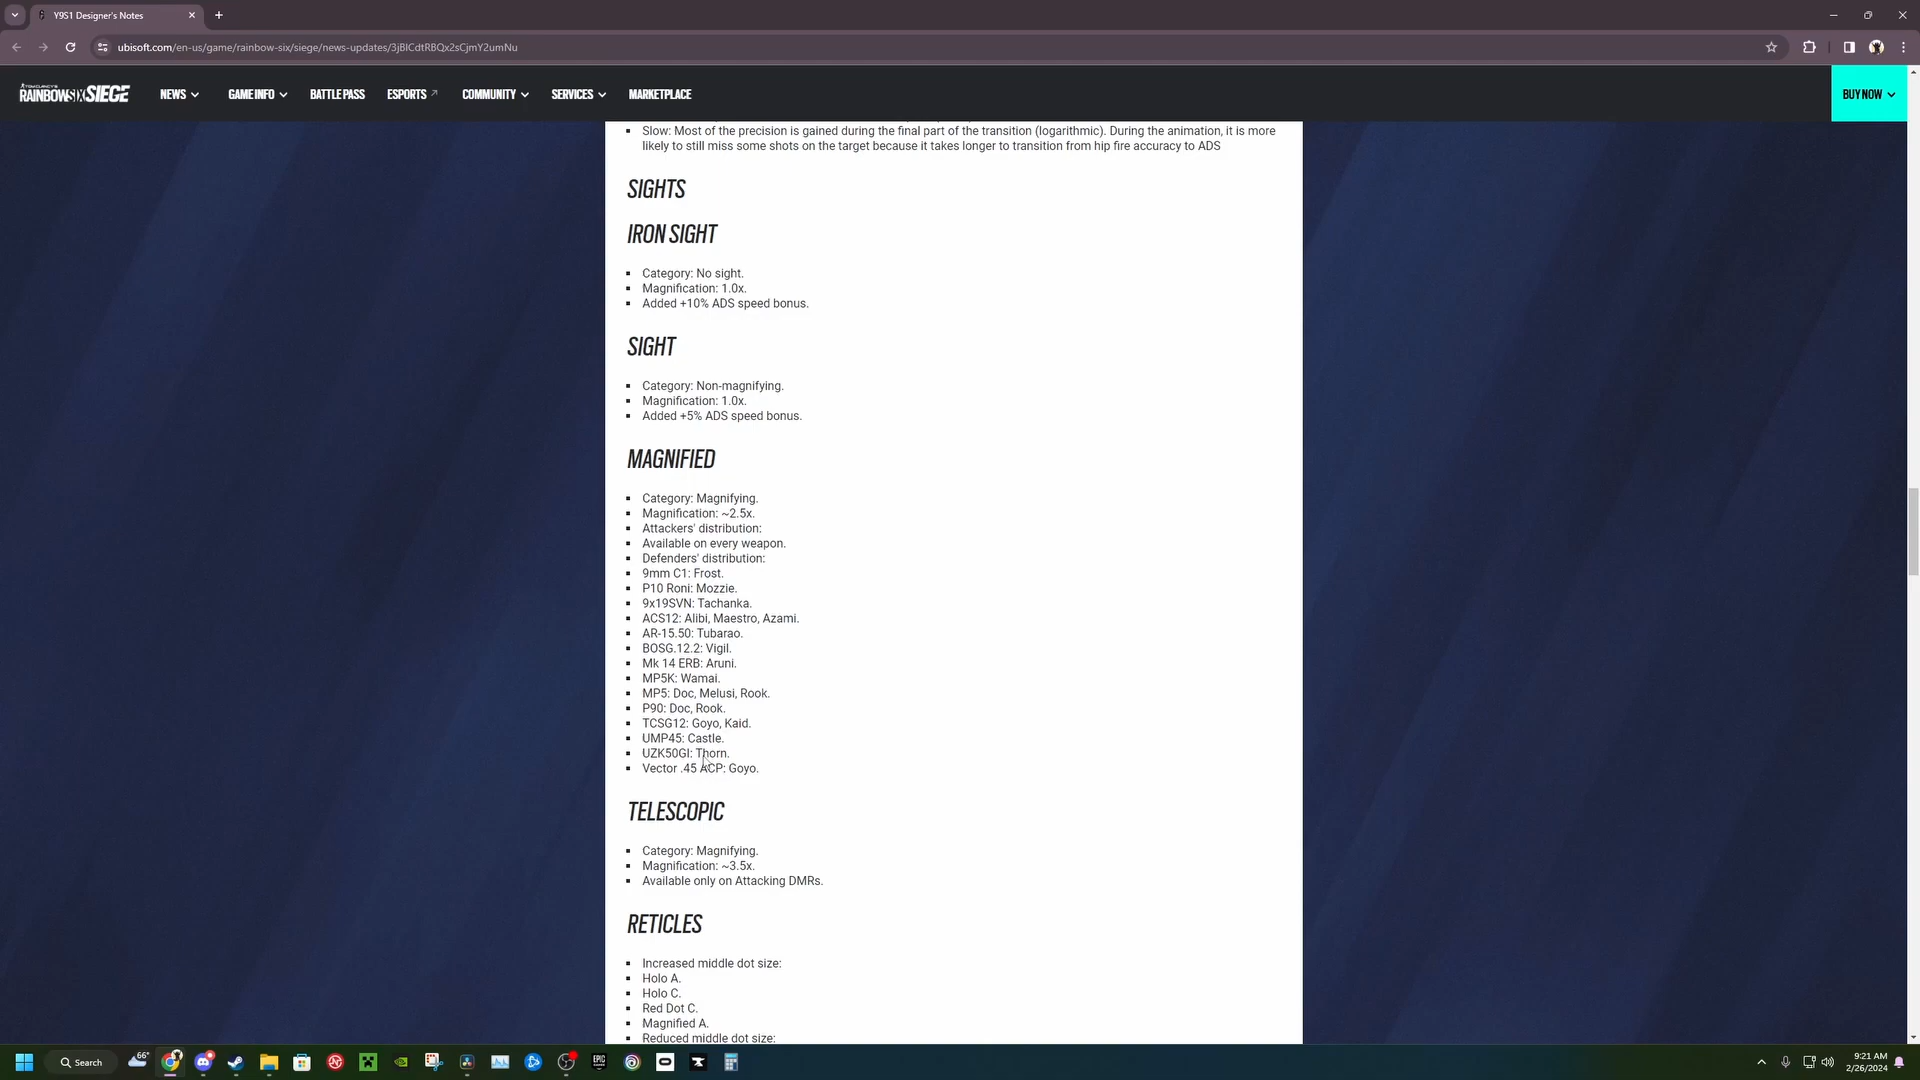 Y9S1 Designer's Notes
ubisoft.com/en-us/game/rainbow-six/siege/news-updates/3jBlCdtRBQx2sCjmY2umNu
TOM CLANCY'S
RAINBOWSIX SIEGE
NEWS
GAME INFO
BATTLE PASS
ESPORTS
COMMUNITY
SERVICES
MARKETPLACE
BUY NOW
Slow: Most of the precision is gained during the final part of the transition (logarithmic). During the animation, it is more
likely to still miss some shots on the target because it takes longer to transition from hip fire accuracy to ADS
SIGHTS
IRON SIGHT
Category: No sight.
Magnification: 1.0x.
Added +10% ADS speed bonus.
SIGHT
Category: Non-magnifying.
Magnification: 1.0x.
Added +5% ADS speed bonus.
MAGNIFIED
Category: Magnifying.
Magnification: ~2.5x.
Attackers' distribution:
Available on every weapon.
Defenders' distribution:
9mm C1: Frost.
P10 Roni: Mozzie.
9x19SVN: Tachanka.
ACS12: Alibi, Maestro, Azami.
AR-15.50: Tubarao.
BOSG.12.2: Vigil.
Mk 14 ERB: Aruni.
MP5K: Wamai.
MP5: Doc, Melusi, Rook.
P90: Doc, Rook.
TCSG12: Goyo, Kaid.
UMP45: Castle.
UZK50GI: Thorn.
Vector .45 ACP: Goyo.
TELESCOPIC
Category: Magnifying.
Magnification: ~3.5x.
Available only on Attacking DMRs.
RETICLES
Increased middle dot size:
Holo A.
Holo C.
Red Dot C.
Magnified A.
Reduced middle dot size:
Search
66°
EPIC
9:21 AM
2/26/2024